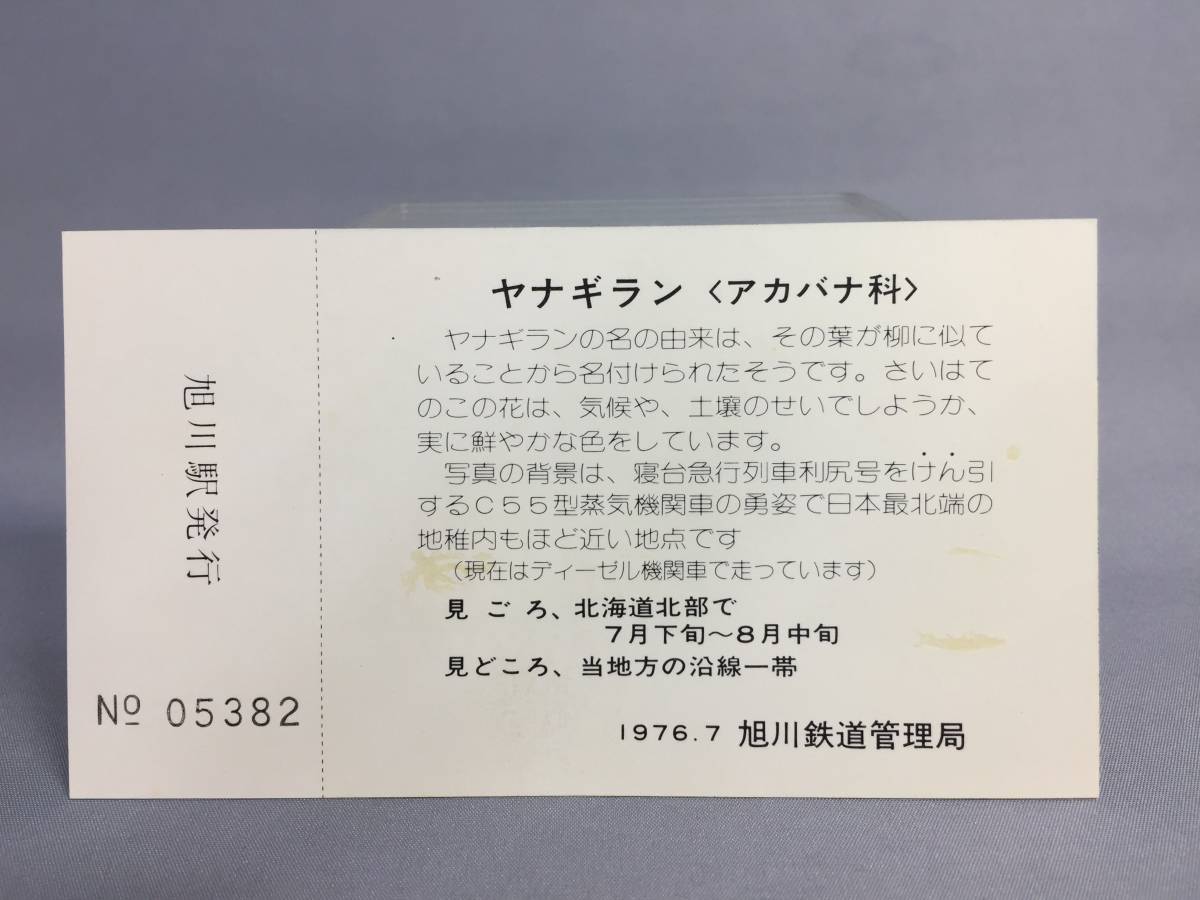 旭川駅発行
№ 05382
ヤナギラン〈アカバナ科〉
ヤナギランの名の由来は、その葉が柳に似て
いることから名付けられたそうです。さいはて
のこの花は、気候や、土壌のせいでしようか、
実に鮮やかな色をしています。
写真の背景は、寝台急行列車利尻号をけん引
するC55型蒸気機関車の勇姿で日本最北端の
地稚内もほど近い地点です
(現在はディーゼル機関車で走っています)
見ごろ、北海道北部で
7月下旬〜8月中旬
見どころ、当地方の沿線一帯
1976.7 旭川鉄道管理局